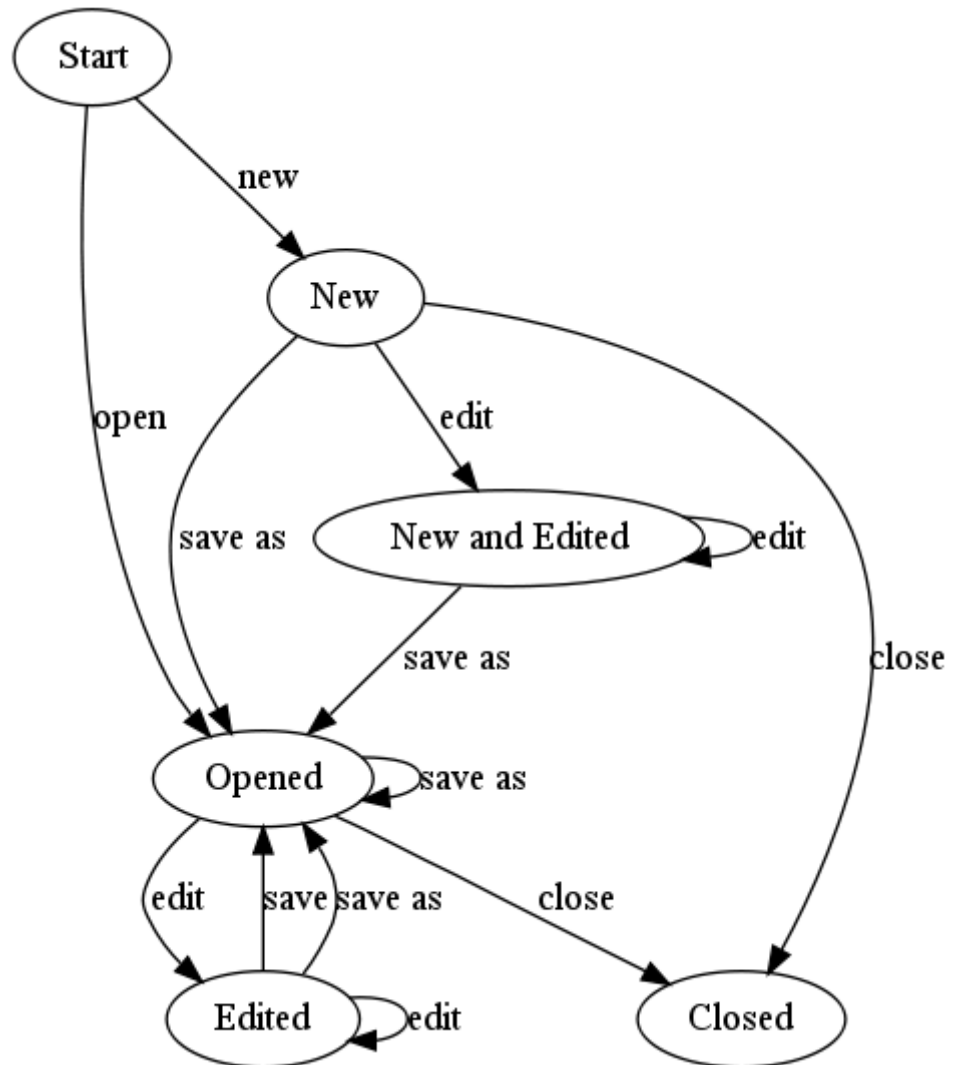 Start
new
New
open
edit
save as
New and Edited
edit
save as
close
Opened
save as
edit
save
save as
close
Edited
edit
Closed